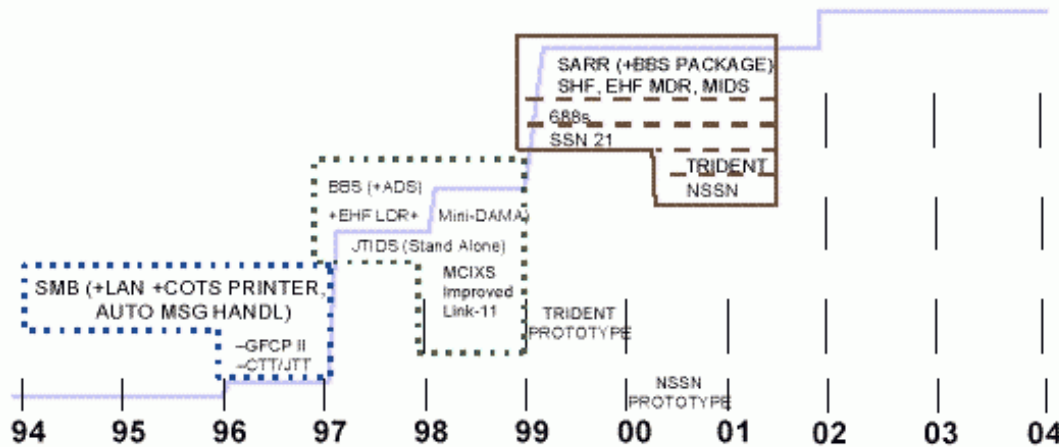 SARR (+BBS PACKAGE)
SHF, EHF MDR, MIDS
688s
SSN 21
TRIDENT
NSSN
BBS (+ADS)
+EHF LDR+ Mini-DAMA)
JTIDS (Stand Alone)
MCIXS
Improved
Link-11
SMB (+LAN +COTS PRINTER,
AUTO MSG HANDL)
–GFCP II
–CTT/JTT
TRIDENT
PROTOTYPE
NSSN
PROTOTYPE
94 95 96 97 98 99 00 01 02 03 04